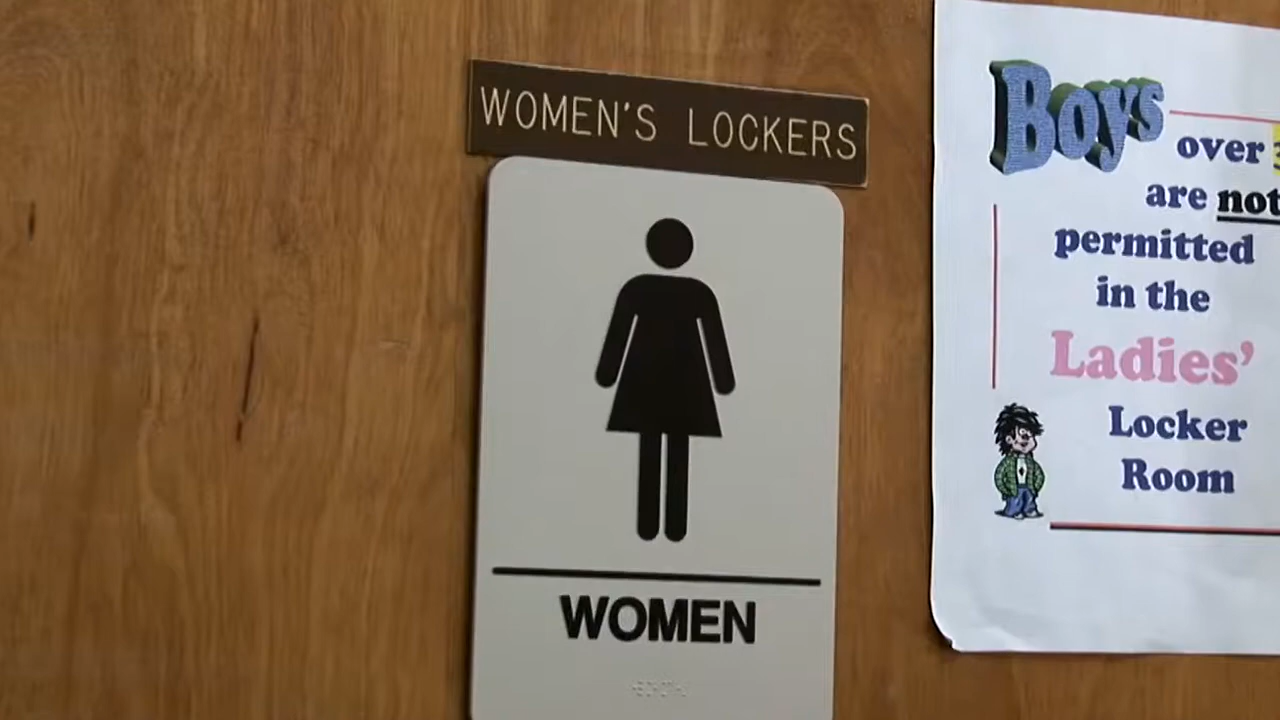 WOMEN'S LOCKERS
WOMEN
Boys
over
are not
permitted
in the
Ladies'
Locker
Room